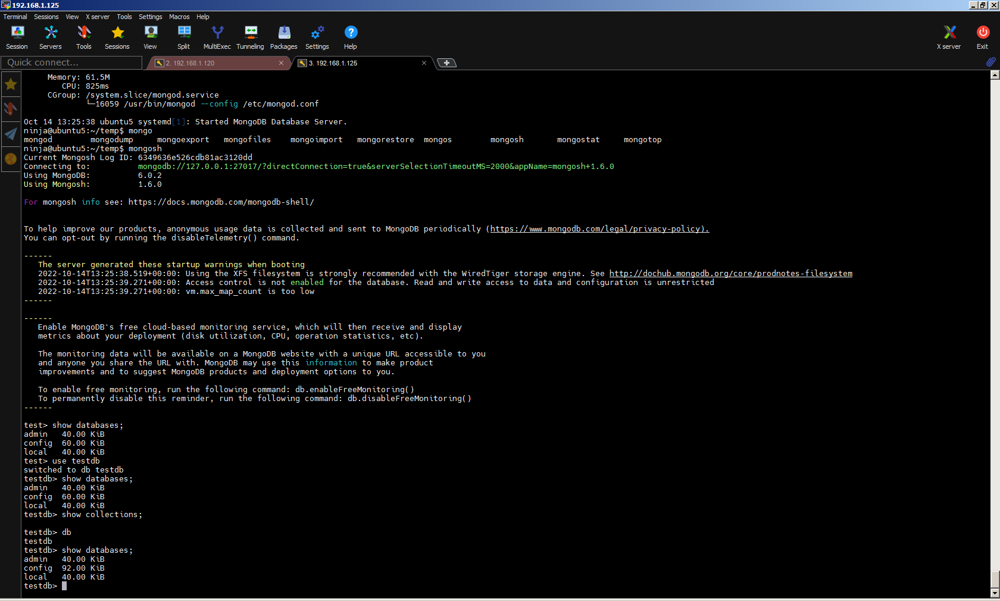 192.168.1.125
Terminal Sessions View X server Tools Settings Macros Help
Session Servers Tools Sessions View Split MultiExec Tunneling Packages Settings Help X server Exit
Quick connect... 2. 192.168.1.120 3. 192.168.1.125
Memory: 61.5M
CPU: 825ms
CGroup: /system.slice/mongod.service
└─16059 /usr/bin/mongod --config /etc/mongod.conf
Oct 14 13:25:38 ubuntu5 systemd[1]: Started MongoDB Database Server.
ninja@ubuntu5:~/temp$ mongo
mongod mongodump mongoexport mongofiles mongoimport mongorestore mongos mongosh mongostat mongotop
ninja@ubuntu5:~/temp$ mongosh
Current Mongosh Log ID: 6349636e526cdb81ac3120dd
Connecting to: mongodb://127.0.0.1:27017/?directConnection=true&serverSelectionTimeoutMS=2000&appName=mongosh+1.6.0
Using MongoDB: 6.0.2
Using Mongosh: 1.6.0
For mongosh info see: https://docs.mongodb.com/mongodb-shell/
To help improve our products, anonymous usage data is collected and sent to MongoDB periodically (https://www.mongodb.com/legal/privacy-policy).
You can opt-out by running the disableTelemetry() command.
------
The server generated these startup warnings when booting
2022-10-14T13:25:38.519+00:00: Using the XFS filesystem is strongly recommended with the WiredTiger storage engine. See http://dochub.mongodb.org/core/prodnotes-filesystem
2022-10-14T13:25:39.271+00:00: Access control is not enabled for the database. Read and write access to data and configuration is unrestricted
2022-10-14T13:25:39.271+00:00: vm.max_map_count is too low
------
------
Enable MongoDB's free cloud-based monitoring service, which will then receive and display
metrics about your deployment (disk utilization, CPU, operation statistics, etc).
The monitoring data will be available on a MongoDB website with a unique URL accessible to you
and anyone you share the URL with. MongoDB may use this information to make product
improvements and to suggest MongoDB products and deployment options to you.
To enable free monitoring, run the following command: db.enableFreeMonitoring()
To permanently disable this reminder, run the following command: db.disableFreeMonitoring()
------
test> show databases;
admin 40.00 KiB
config 60.00 KiB
local 40.00 KiB
test> use testdb
switched to db testdb
testdb> show databases;
admin 40.00 KiB
config 60.00 KiB
local 40.00 KiB
testdb> show collections;
testdb> db
testdb
testdb> show databases;
admin 40.00 KiB
config 92.00 KiB
local 40.00 KiB
testdb>